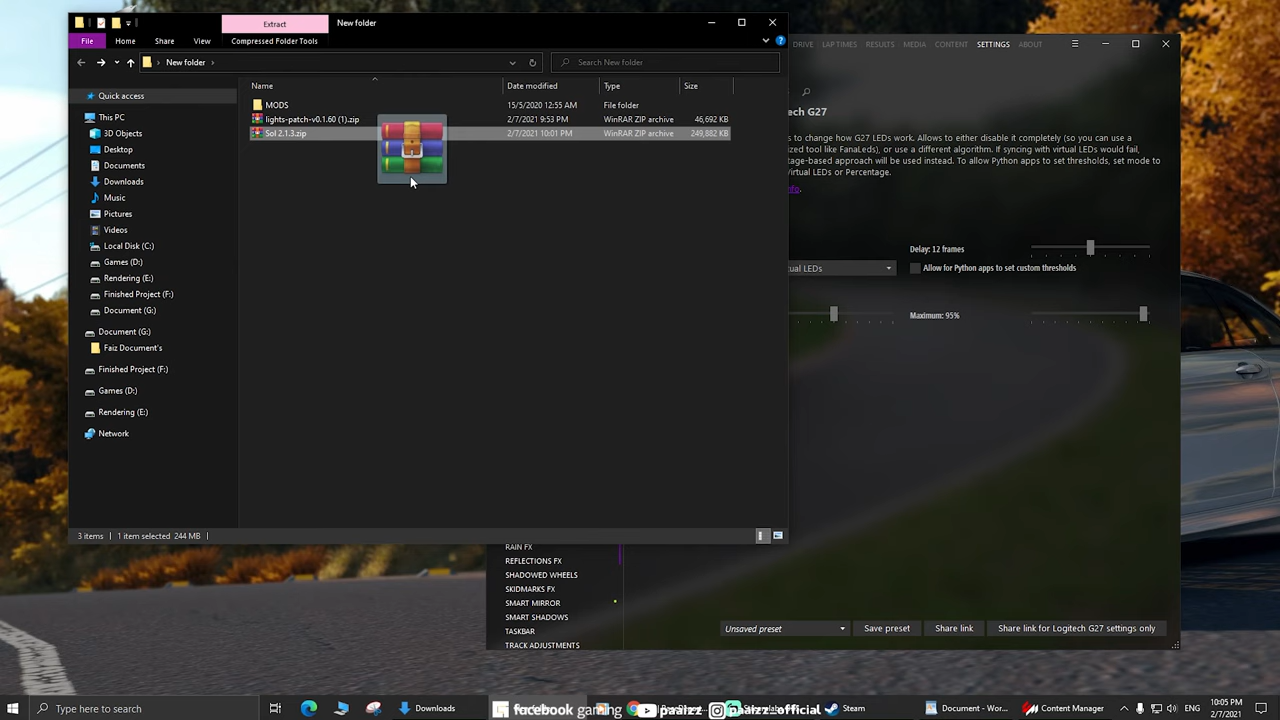 Extract
New folder
File
Home
Share
View
Compressed Folder Tools
New folder
Search New folder
Name
Date modified
Type
Size
Quick access
This PC
3D Objects
Desktop
Documents
Downloads
Music
Pictures
Videos
Local Disk (C:)
Games (D:)
Rendering (E:)
Finished Project (F:)
Document (G:)
Document (G:)
Faiz Document's
Finished Project (F:)
Games (D:)
Rendering (E:)
Network
MODS 15/5/2020 12:55 AM File folder
lights-patch-v0.1.60 (1).zip 2/7/2021 9:53 PM WinRAR ZIP archive 46,692 KB
Sol 2.1.3.zip 2/7/2021 10:01 PM WinRAR ZIP archive 249,882 KB
3 items 1 item selected 244 MB
DRIVE LAP TIMES RESULTS MEDIA CONTENT SETTINGS ABOUT
tech G27
s to change how G27 LEDs work. Allows to either disable it completely (so you can use a
ized tool like FanaLeds), or use a different algorithm. If syncing with virtual LEDs would fail,
tage-based approach will be used instead. To allow Python apps to set thresholds, set mode to
Virtual LEDs or Percentage.
nfo.
Delay: 12 frames
tual LEDs
Allow for Python apps to set custom thresholds
Maximum: 95%
RAIN FX
REFLECTIONS FX
SHADOWED WHEELS
SKIDMARKS FX
SMART MIRROR
SMART SHADOWS
TASKBAR
TRACK ADJUSTMENTS
Unsaved preset
Save preset
Share link
Share link for Logitech G27 settings only
Type here to search
Downloads
facebook gaming
paaizz
paaizz_official
Steam
Document - Wor...
Content Manager
ENG
10:05 PM
2/7/2021